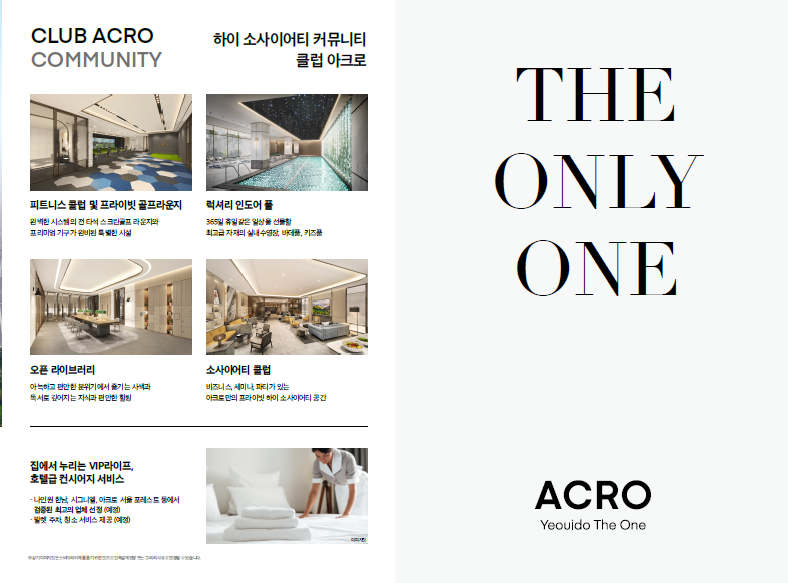 CLUB ACRO
COMMUNITY
하이 소사이어티 커뮤니티
클럽 아크로
피트니스 클럽 및 프라이빗 골프라운지
완벽한 시스템의 전 타석 스크린골프 라운지와
프리미엄 기구가 완비된 특별한 시설
럭셔리 인도어 풀
365일 휴일같은 일상을 선물할
최고급 자재의 실내수영장, 바데풀, 키즈풀
오픈 라이브러리
아늑하고 편안한 분위기에서 즐기는 사색과
독서로 깊어지는 지식과 편안한 힐링
소사이어티 클럽
비즈니스, 세미나, 파티가 있는
아크로만의 프라이빗 하이 소사이어티 공간
집에서 누리는 VIP라이프,
호텔급 컨시어지 서비스
· 나인원 한남, 시그니엘, 아크로 서울 포레스트 등에서
검증된 최고의 업체 선정 (예정)
· 발렛 주차, 청소 서비스 제공 (예정)
THE
ONLY
ONE
ACRO
Yeouido The One